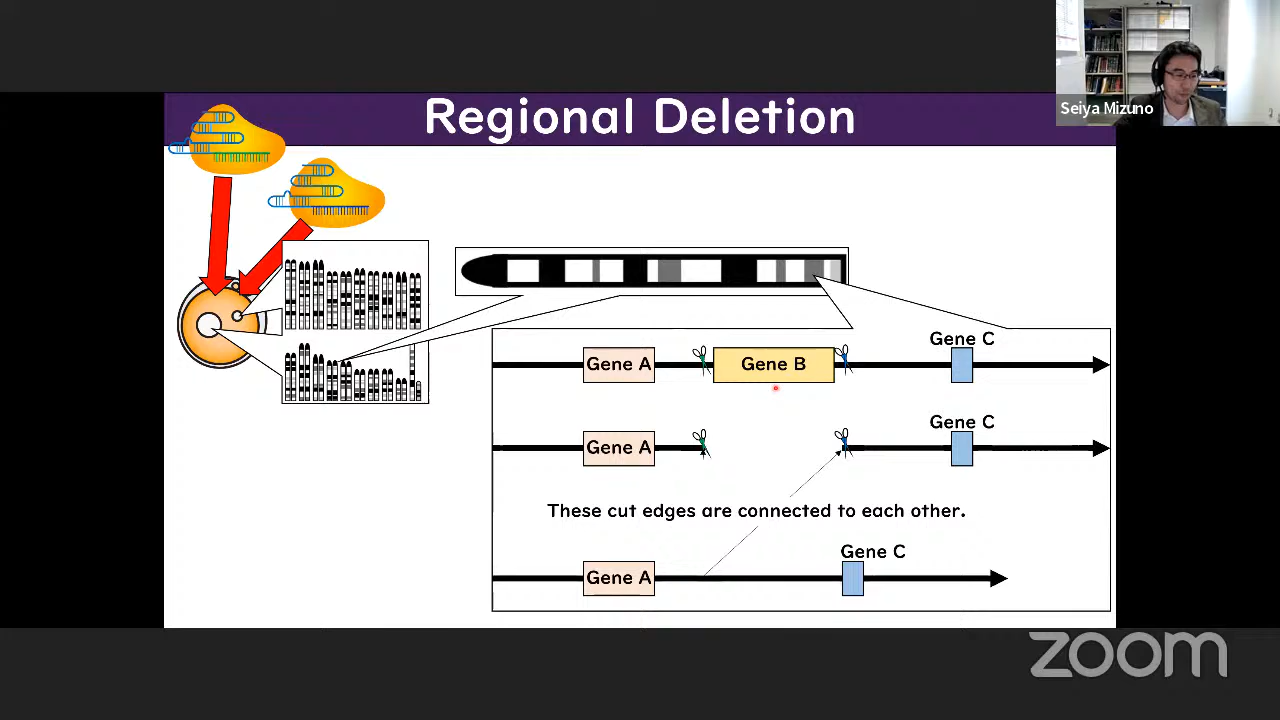 Regional Deletion
Seiya Mizuno
Gene C
Gene A
Gene B
Gene C
Gene A
These cut edges are connected to each other.
Gene C
Gene A
zoom